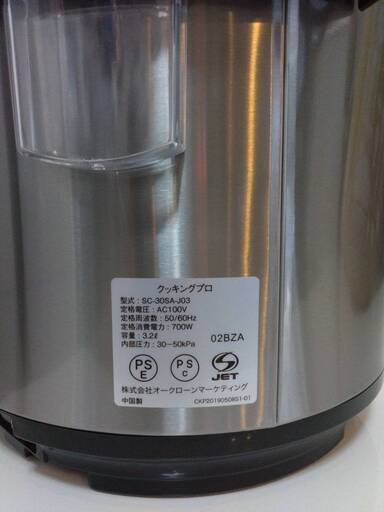 クッキングプロ
型式 : SC-30SA-J03
定格電圧 : AC100V
定格周波数 : 50/60Hz
定格消費電力 : 700W
容量 : 3.2ℓ
内部圧力 : 30~50kPa
02BZA
PS
E
PS
C
JET
株式会社オークローンマーケティング
中国製
CKP20190508G1-01